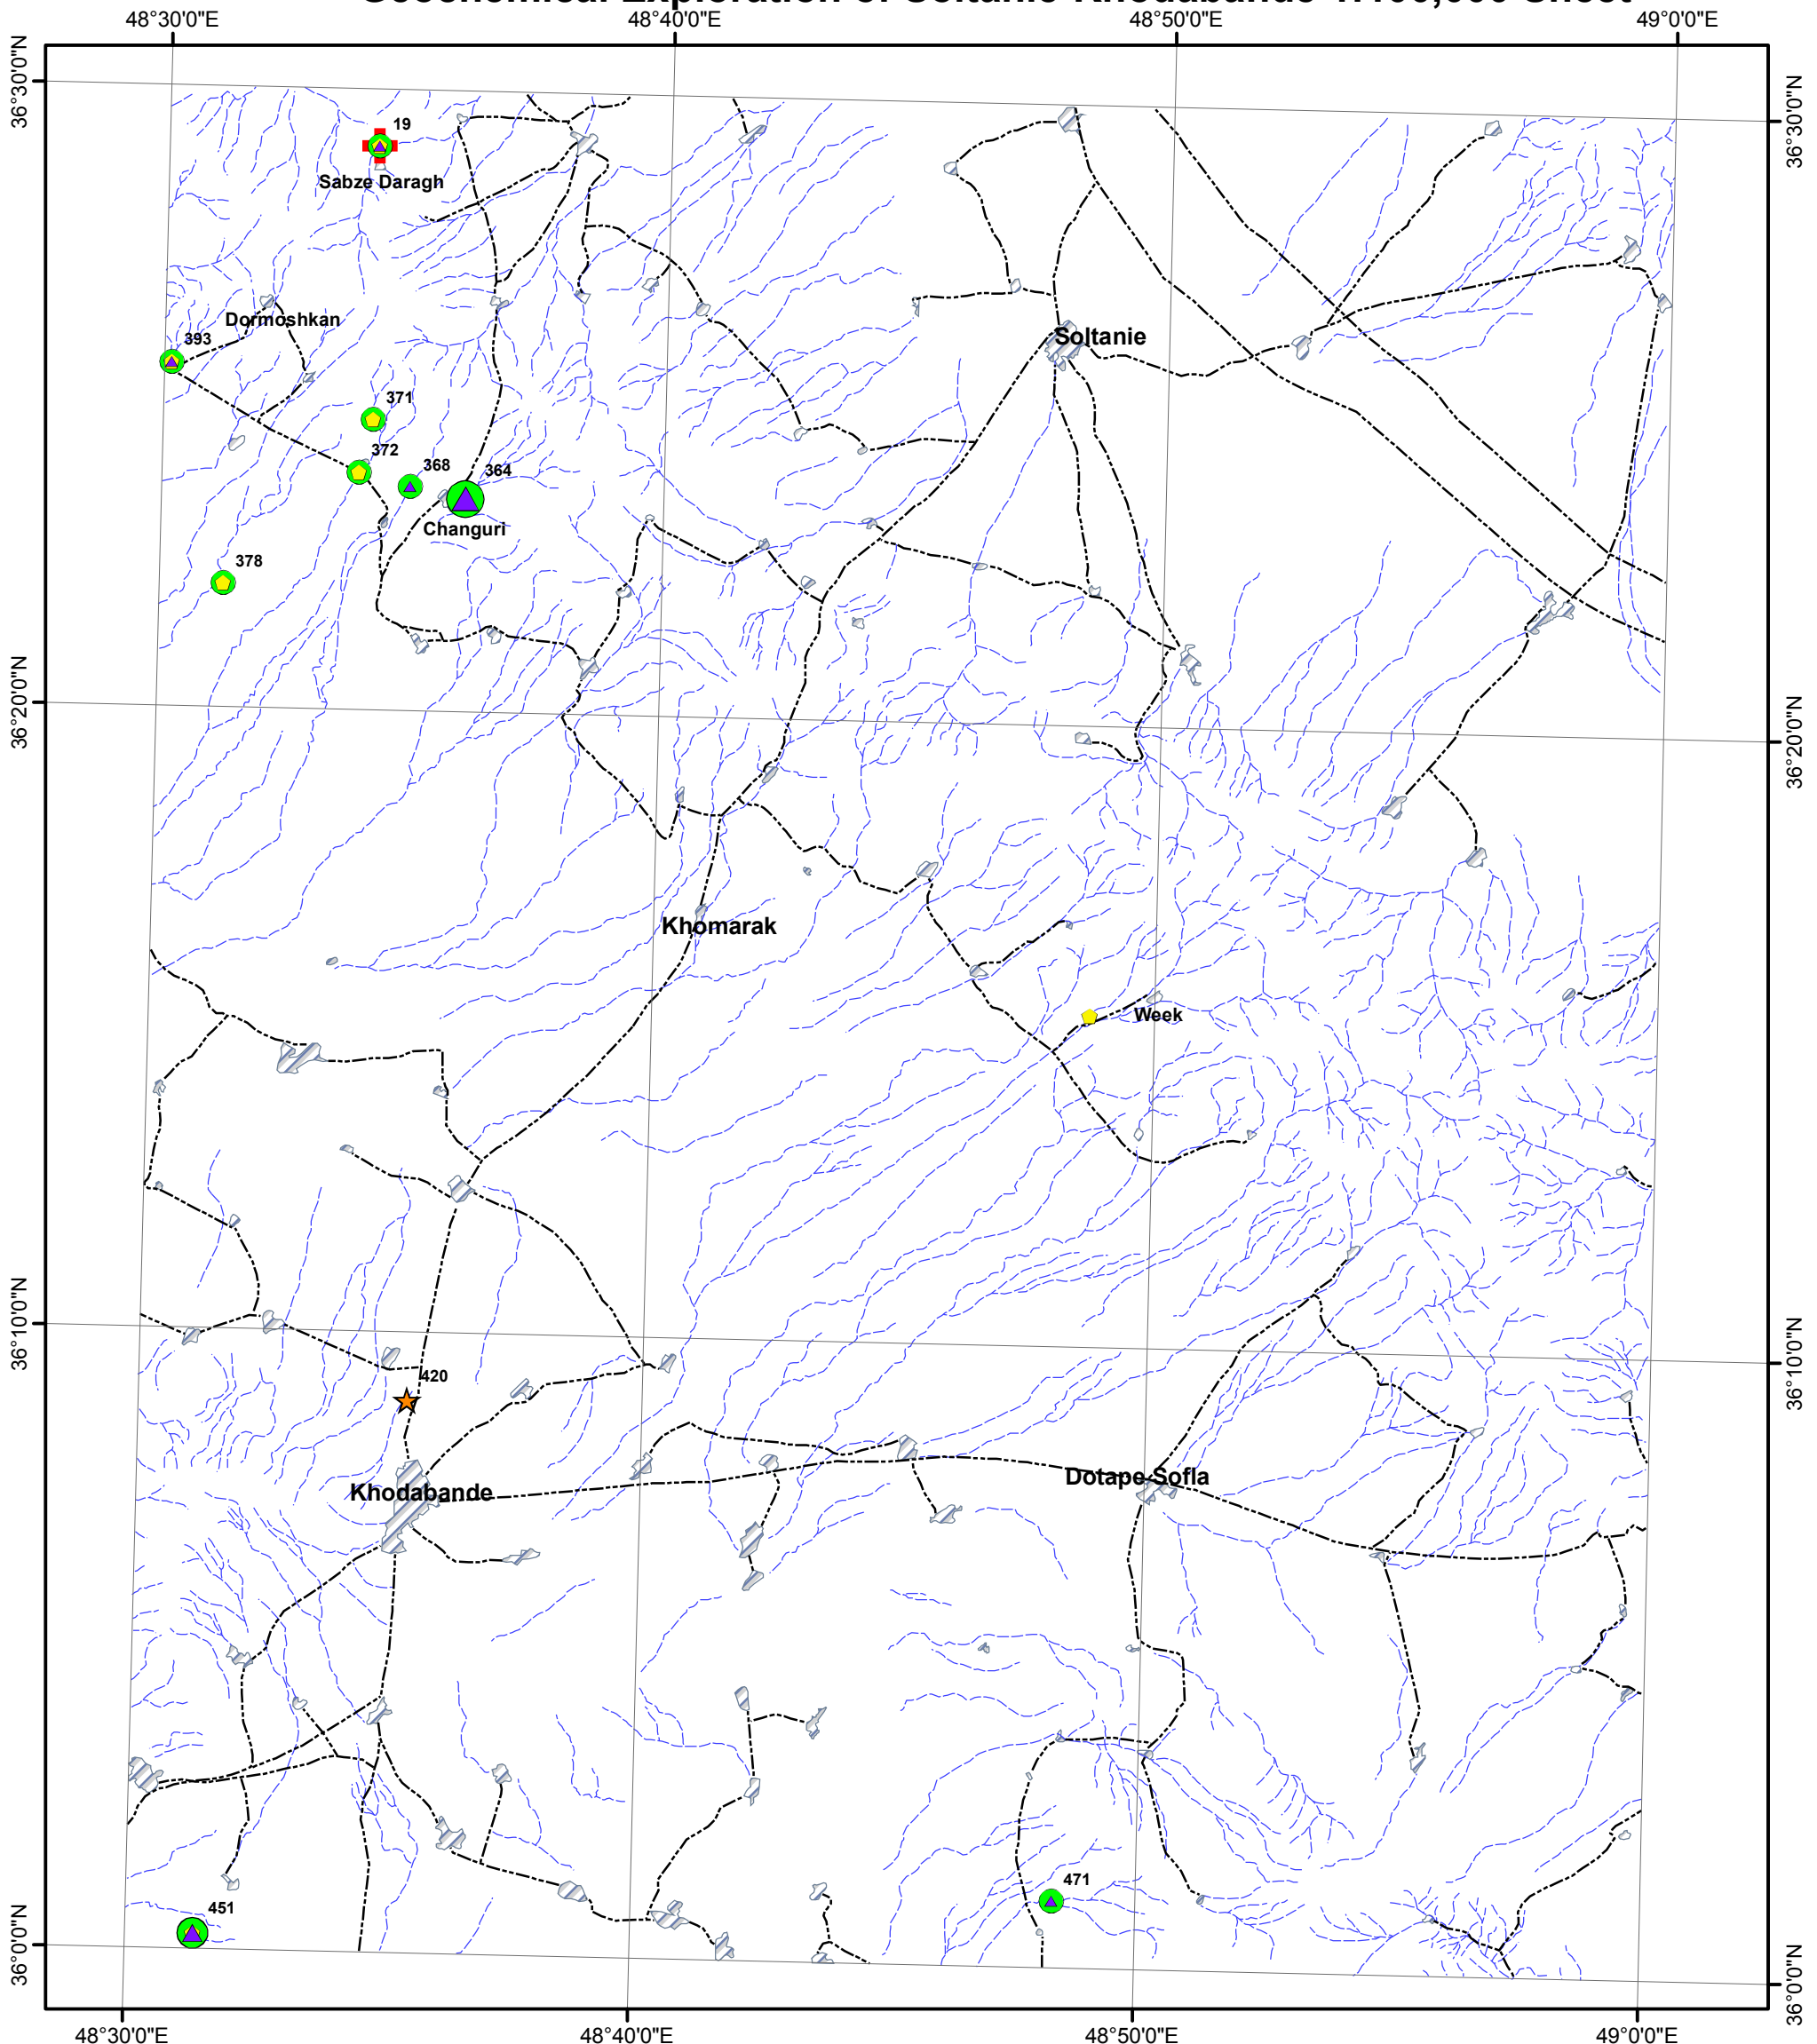 48°30'0"E 48°40'0"E 48°50'0"E 49°0'0"E
36°30'0"N
36°30'0"N
19
Sabze Daragh
Dormoshkan
393
Soltanie
371
372
368
364
Changuri
378
36°20'0"N
36°20'0"N
Khomarak
Week
36°10'0"N
36°10'0"N
420
Dotape-Sofla
Khodabande
471
451
36°0'0"N
36°0'0"N
48°30'0"E 48°40'0"E 48°50'0"E 49°0'0"E